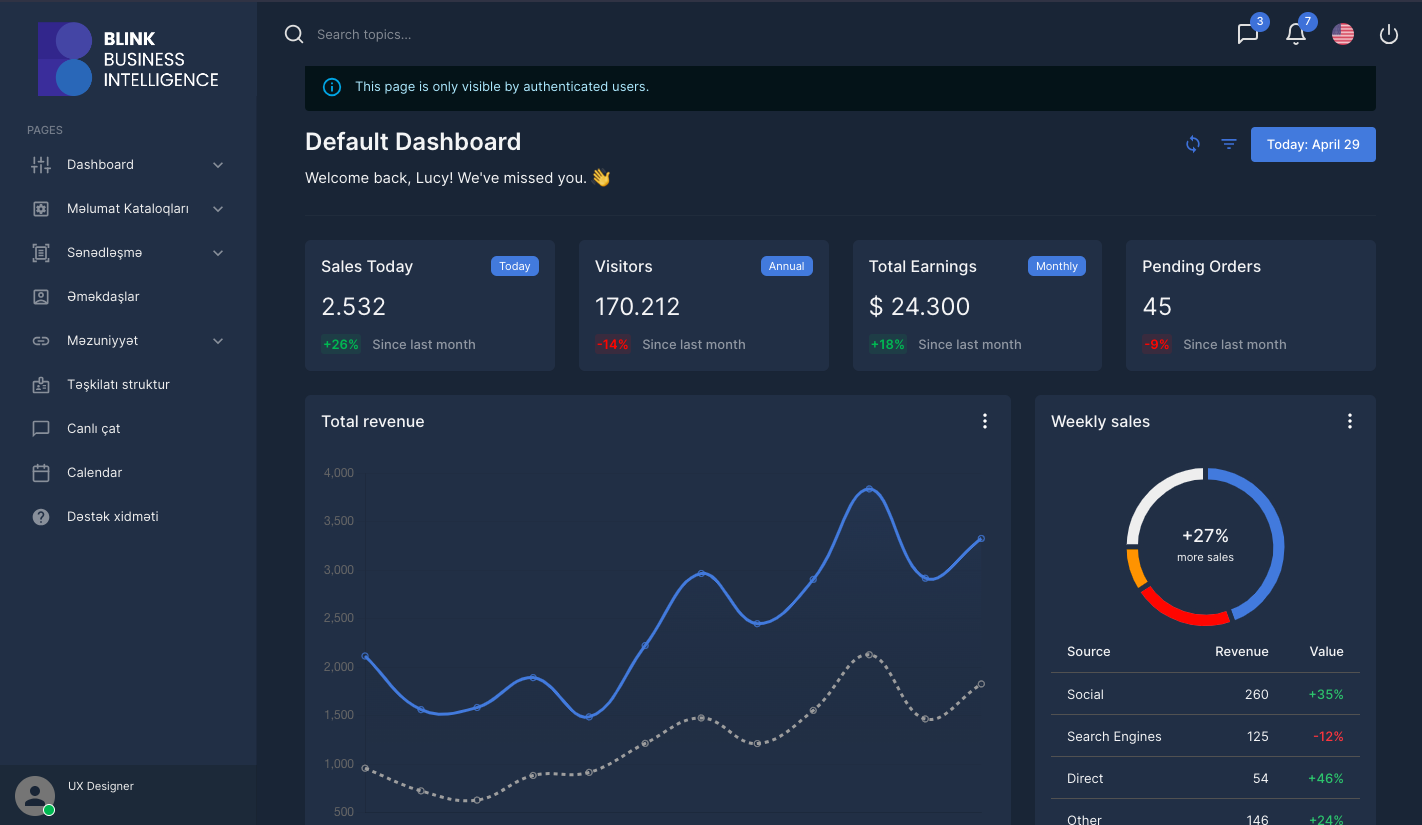 BLINK
BUSINESS
INTELLIGENCE
PAGES
Dashboard
Məlumat Kataloqları
Sənədləşmə
Əməkdaşlar
Məzuniyyət
Təşkilatı struktur
Canlı çat
Calendar
Dəstək xidməti
UX Designer
Search topics...
3
7
This page is only visible by authenticated users.
Default Dashboard
Today: April 29
Welcome back, Lucy! We've missed you. 👋
Sales Today
Today
2.532
+26% Since last month
Visitors
Annual
170.212
-14% Since last month
Total Earnings
Monthly
$ 24.300
+18% Since last month
Pending Orders
45
-9% Since last month
Total revenue
4,000
3,500
3,000
2,500
2,000
1,500
1,000
500
Weekly sales
+27%
more sales
Source Revenue Value
Social 260 +35%
Search Engines 125 -12%
Direct 54 +46%
Other 146 +24%